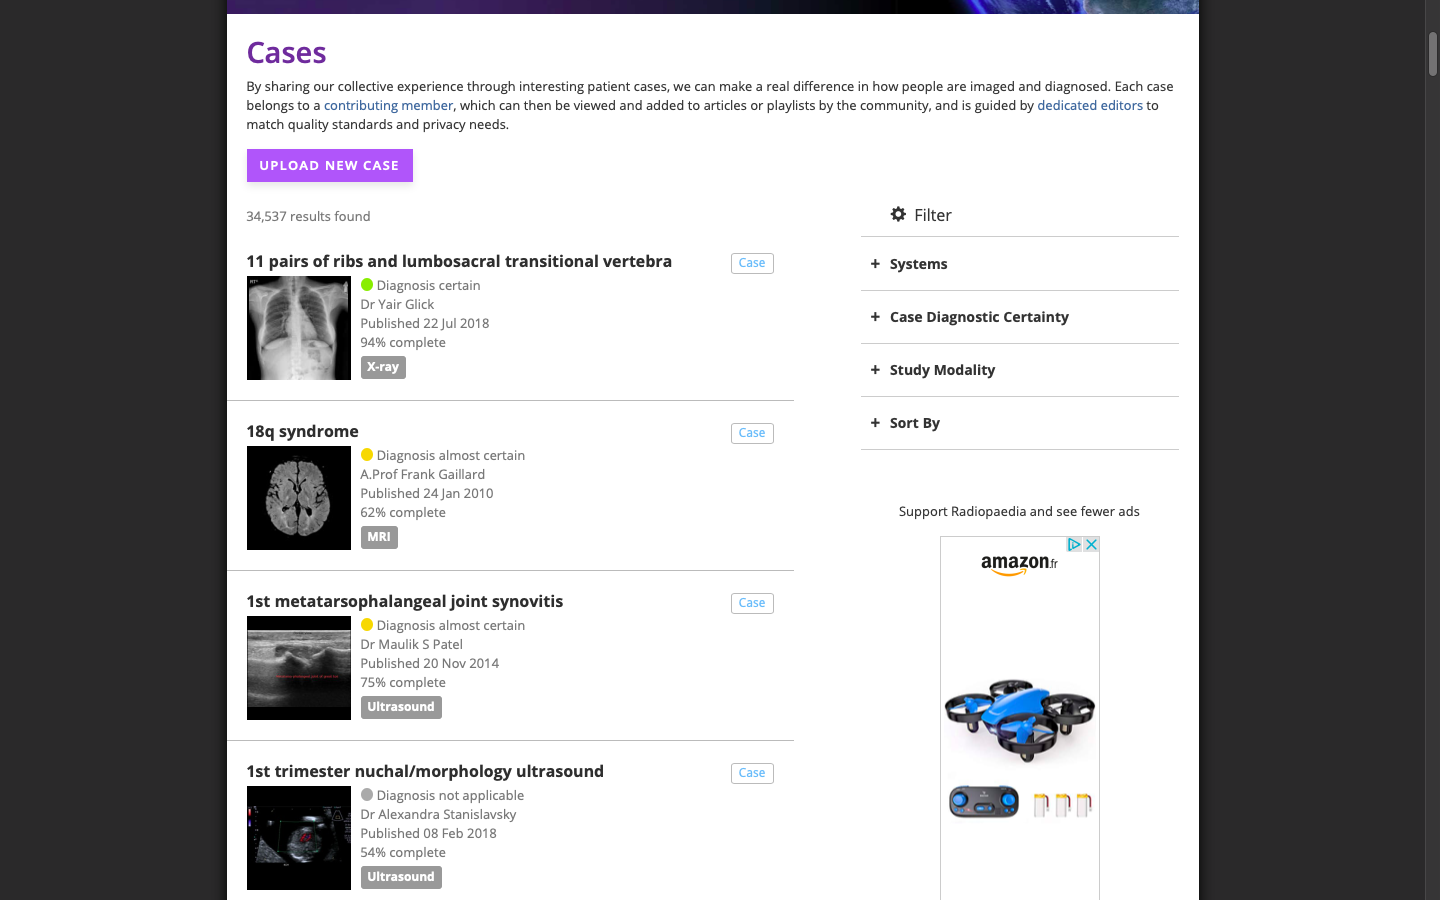 Cases
By sharing our collective experience through interesting patient cases, we can make a real difference in how people are imaged and diagnosed. Each case
belongs to a contributing member, which can then be viewed and added to articles or playlists by the community, and is guided by dedicated editors to
match quality standards and privacy needs.
UPLOAD NEW CASE
34,537 results found
11 pairs of ribs and lumbosacral transitional vertebra
Case
Diagnosis certain
Dr Yair Glick
Published 22 Jul 2018
94% complete
X-ray
18q syndrome
Case
Diagnosis almost certain
A.Prof Frank Gaillard
Published 24 Jan 2010
62% complete
MRI
1st metatarsophalangeal joint synovitis
Case
Diagnosis almost certain
Dr Maulik S Patel
Published 20 Nov 2014
75% complete
Ultrasound
1st trimester nuchal/morphology ultrasound
Case
Diagnosis not applicable
Dr Alexandra Stanislavsky
Published 08 Feb 2018
54% complete
Ultrasound
Filter
+ Systems
+ Case Diagnostic Certainty
+ Study Modality
+ Sort By
Support Radiopaedia and see fewer ads
amazon.fr